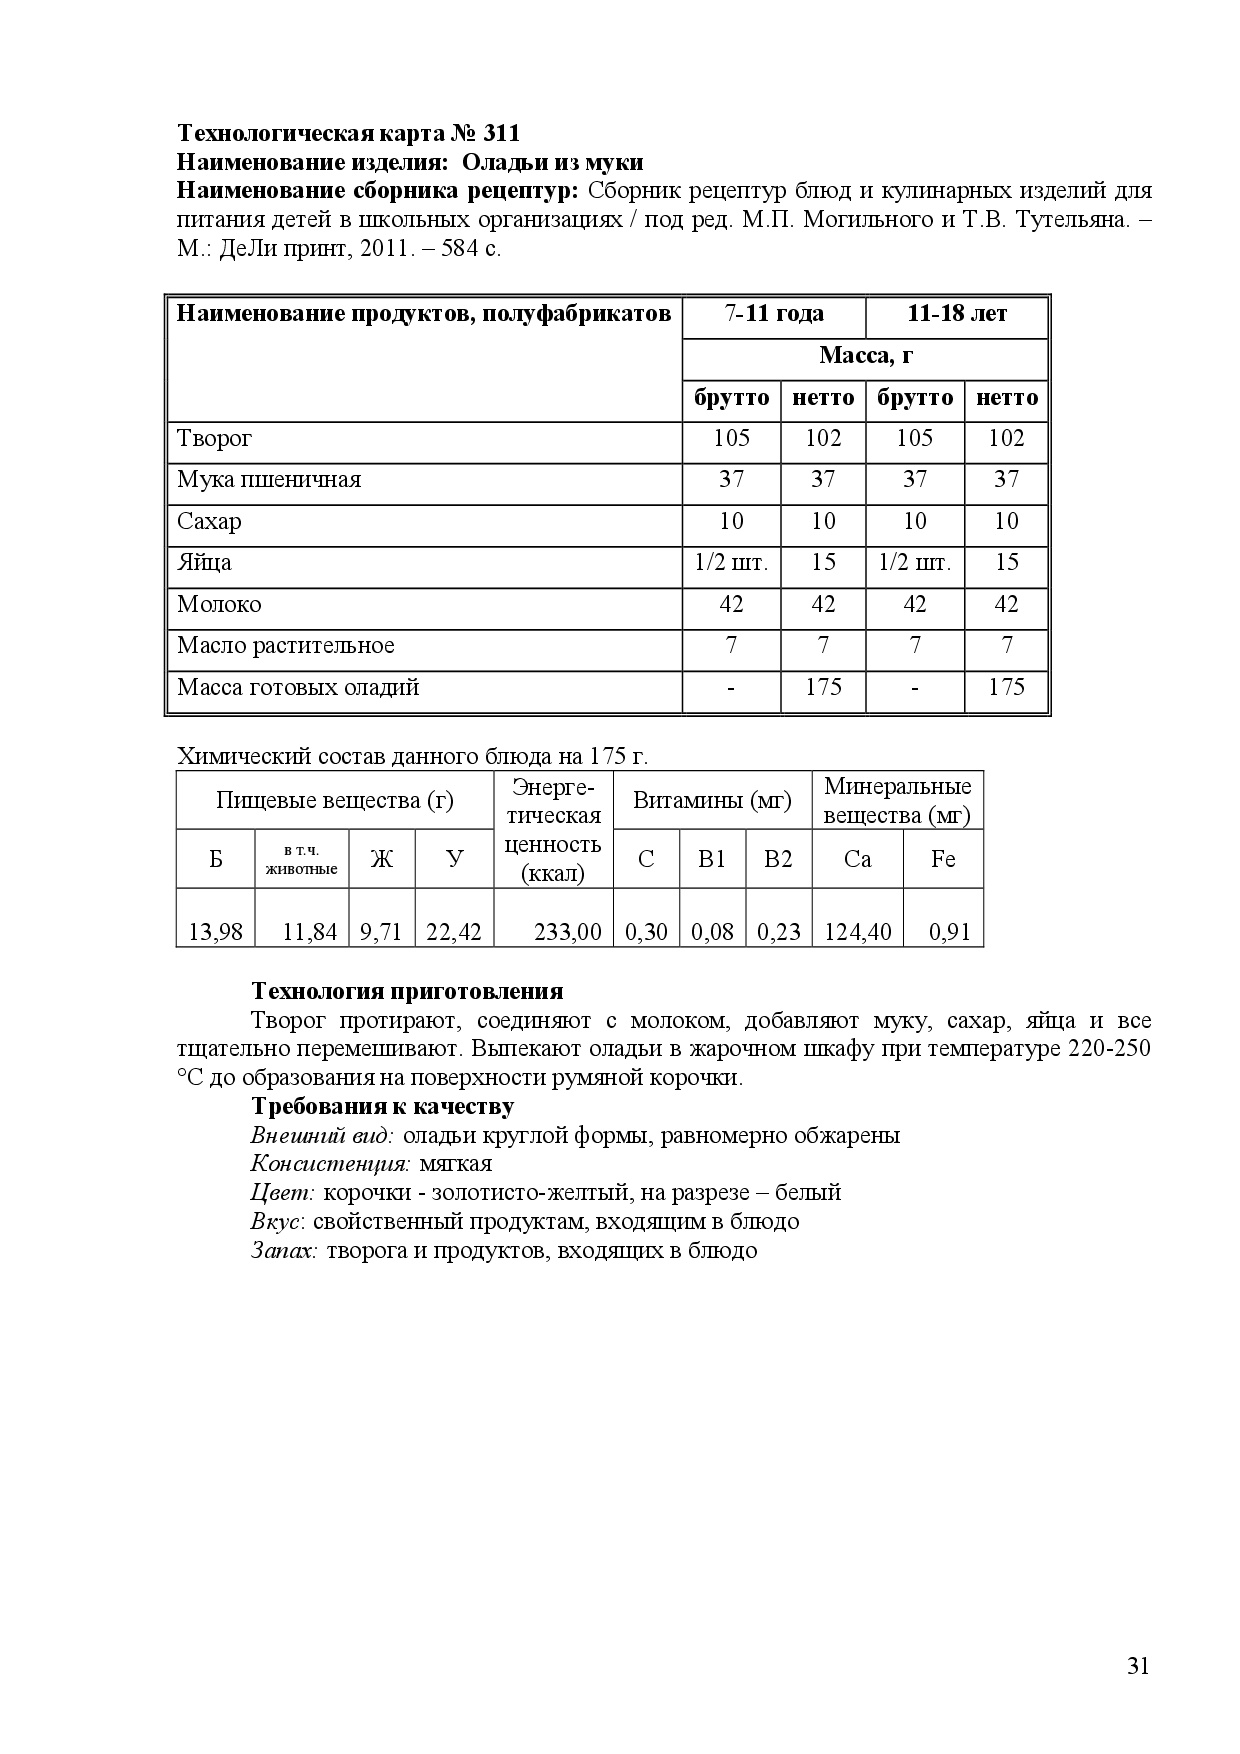 Технологическая карта № 311
Наименование изделия: Оладьи из муки
Наименование сборника рецептур: Сборник рецептур блюд и кулинарных изделий для
питания детей в школьных организациях / под ред. М.П. Могильного и Т.В. Тутельяна. –
М.: ДеЛи принт, 2011. – 584 с.
Наименование продуктов, полуфабрикатов 7-11 года 11-18 лет
Масса, г
брутто нетто брутто нетто
Творог 105 102 105 102
Мука пшеничная 37 37 37 37
Сахар 10 10 10 10
Яйца 1/2 шт. 15 1/2 шт. 15
Молоко 42 42 42 42
Масло растительное 7 7 7 7
Масса готовых оладий - 175 - 175
Химический состав данного блюда на 175 г.
Пищевые вещества (г) Энерге-
тическая
ценность
(ккал) Витамины (мг) Минеральные
вещества (мг)
Б в т.ч.
животные Ж У С В1 В2 Са Fe
13,98 11,84 9,71 22,42 233,00 0,30 0,08 0,23 124,40 0,91
Технология приготовления
Творог протирают, соединяют с молоком, добавляют муку, сахар, яйца и все
тщательно перемешивают. Выпекают оладьи в жарочном шкафу при температуре 220-250
°С до образования на поверхности румяной корочки.
Требования к качеству
Внешний вид: оладьи круглой формы, равномерно обжарены
Консистенция: мягкая
Цвет: корочки - золотисто-желтый, на разрезе – белый
Вкус: свойственный продуктам, входящим в блюдо
Запах: творога и продуктов, входящих в блюдо
31